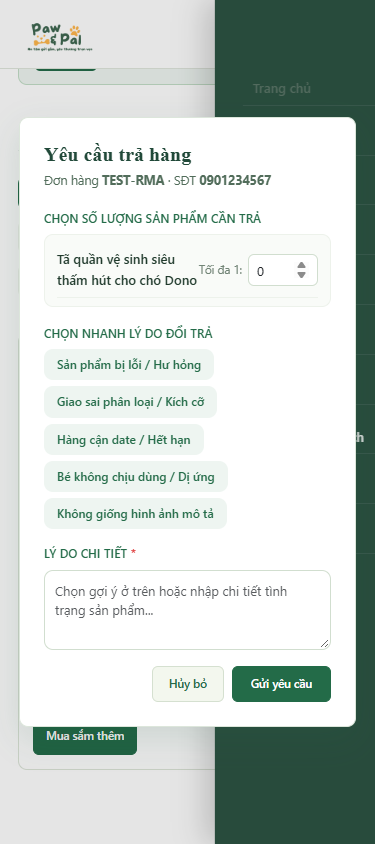 Paw
Pal
Trang chủ
Yêu cầu trả hàng
Đơn hàng TEST-RMA · SĐT 0901234567
CHỌN SỐ LƯỢNG SẢN PHẨM CẦN TRẢ
Tã quần vệ sinh siêu
thấm hút cho chó Dono
Tối đa 1:
0
CHỌN NHANH LÝ DO ĐỔI TRẢ
Sản phẩm bị lỗi / Hư hỏng
Giao sai phân loại / Kích cỡ
Hàng cận date / Hết hạn
ch
Bé không chịu dùng / Dị ứng
Không giống hình ảnh mô tả
LÝ DO CHI TIẾT *
Chọn gợi ý ở trên hoặc nhập chi tiết tình
trạng sản phẩm...
Hủy bỏ
Gửi yêu cầu
Mua sắm thêm